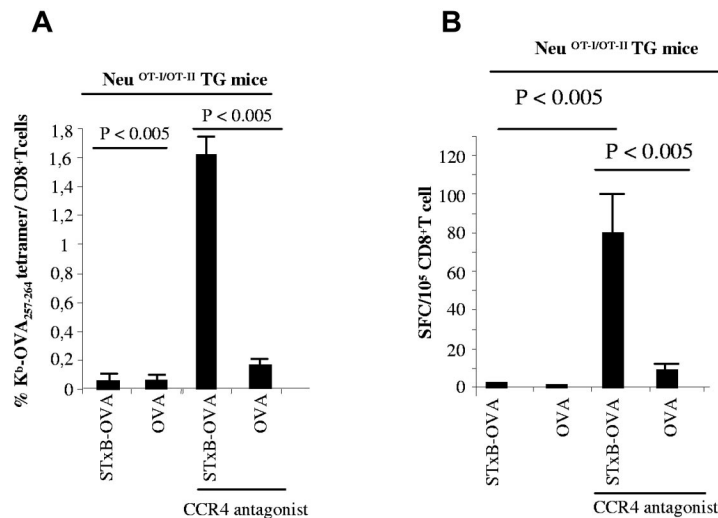 A
Neu OT-I/OT-II TG mice
P < 0.005
P < 0.005
% Kᵇ-OVA₂₅₇₋₂₆₄ tetramer/ CD8⁺Tcells
1,8
1,6
1,4
1,2
1
0,8
0,6
0,4
0,2
0
STxB-OVA
OVA
STxB-OVA
OVA
CCR4 antagonist
B
Neu OT-I/OT-II TG mice
P < 0.005
P < 0.005
SFC/10⁵ CD8⁺T cell
120
100
80
60
40
20
0
STxB-OVA
OVA
STxB-OVA
OVA
CCR4 antagonist